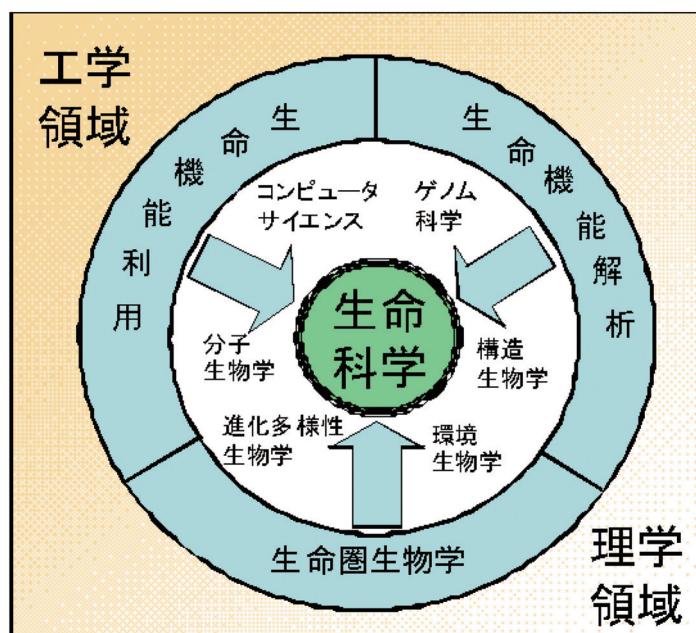 工学
領域
生命機能利用
生命機能解析
コンピュータ
サイエンス
ゲノム
科学
生命
科学
分子
生物学
構造
生物学
進化多様性
生物学
環境
生物学
生命圏生物学
理学
領域